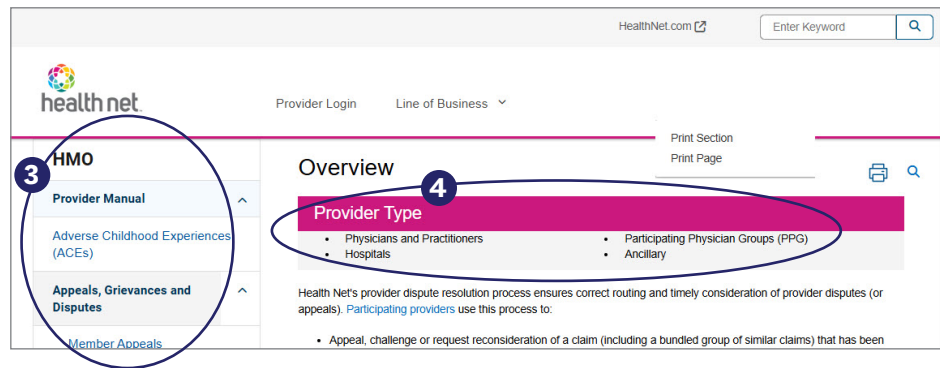 HealthNet.com
Enter Keyword
health net.
Provider Login
Line of Business
Print Section
Print Page
3
HMO
Provider Manual
Adverse Childhood Experiences
(ACEs)
Appeals, Grievances and
Disputes
Member Appeals
Overview
4
Provider Type
• Physicians and Practitioners
• Hospitals
• Participating Physician Groups (PPG)
• Ancillary
Health Net's provider dispute resolution process ensures correct routing and timely consideration of provider disputes (or
appeals). Participating providers use this process to:
• Appeal, challenge or request reconsideration of a claim (including a bundled group of similar claims) that has been